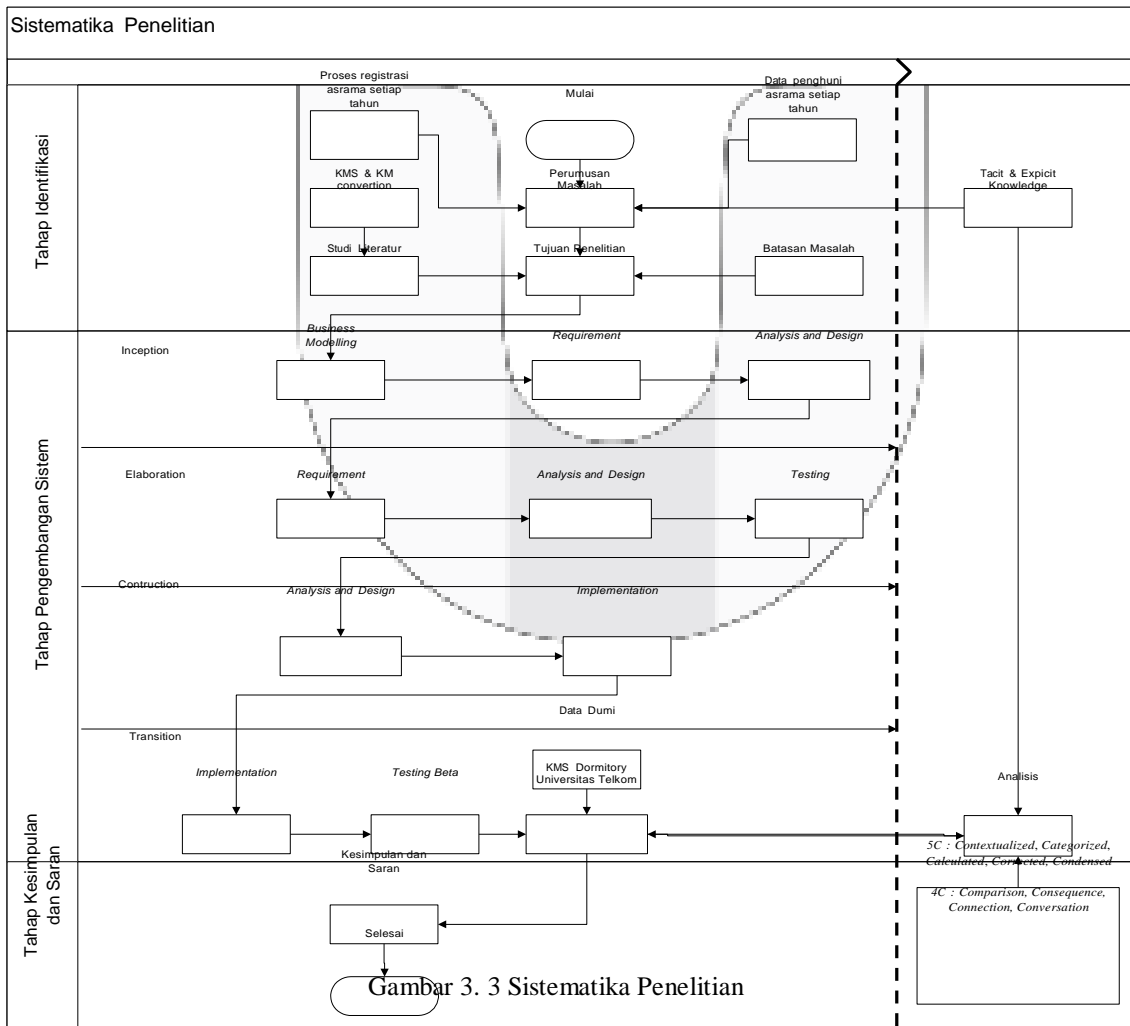 Sistematika Penelitian
Tahap Identifikasi
Proses registrasi
asrama setiap
tahun
Mulai
Data penghuni
asrama setiap
tahun
KMS & KM
convertion
Perumusan
Masalah
Tacit & Expicit
Knowledge
Studi Literatur
Tujuan Penelitian
Batasan Masalah
Tahap Pengembangan Sistem
Inception
Business
Modelling
Requirement
Analysis and Design
Elaboration
Requirement
Analysis and Design
Testing
Contruction
Analysis and Design
Implementation
Data Dumi
Transition
Implementation
Testing Beta
KMS Dormitory
Universitas Telkom
Analisis
Tahap Kesimpulan
dan Saran
Kesimpulan dan
Saran
5C : Contextualized, Categorized,
Calculated, Corrected, Condensed
4C : Comparison, Consequence,
Connection, Conversation
Selesai
Gambar 3. 3 Sistematika Penelitian